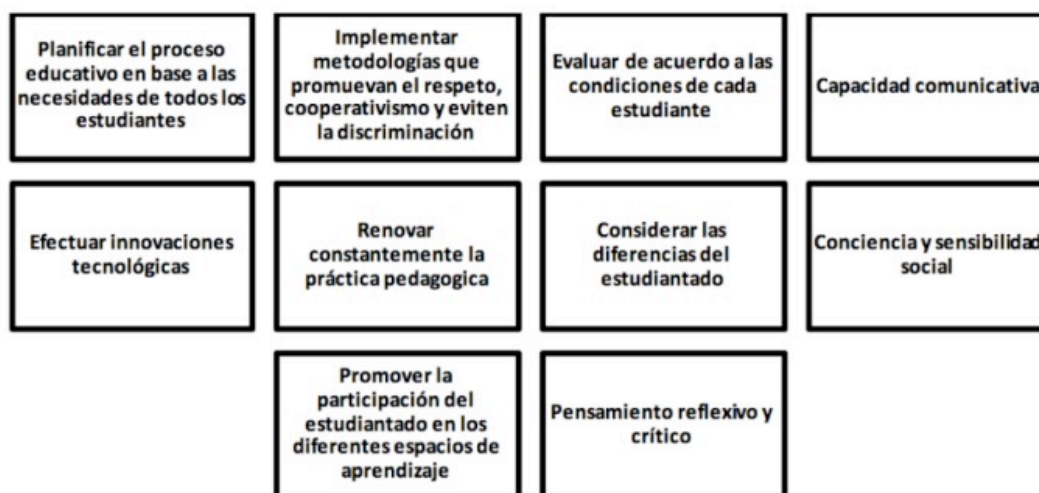 Planificar el proceso
educativo en base a las
necesidades de todos los
estudiantes
Implementar
metodologías que
promuevan el respeto,
cooperativismo y eviten
la discriminación
Evaluar de acuerdo a las
condiciones de cada
estudiante
Capacidad comunicativa
Efectuar innovaciones
tecnológicas
Renovar
constantemente la
práctica pedagogica
Considerar las
diferencias del
estudiantado
Conciencia y sensibilidad
social
Promover la
participación del
estudiantado en los
diferentes espacios de
aprendizaje
Pensamiento reflexivo y
crítico